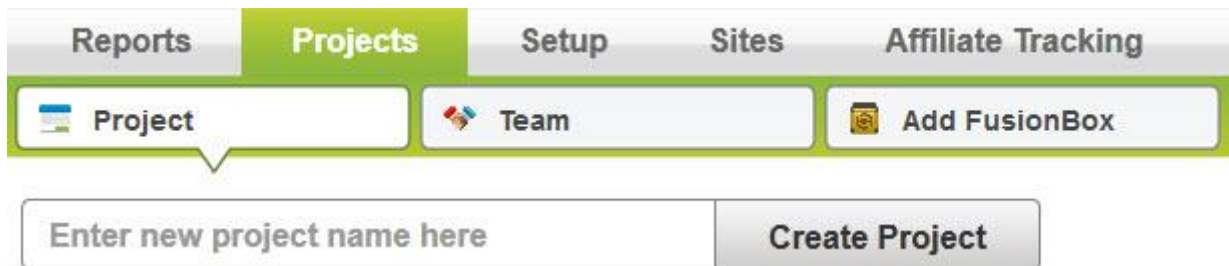 Reports Projects Setup Sites Affiliate Tracking
Project Team Add FusionBox
Enter new project name here Create Project